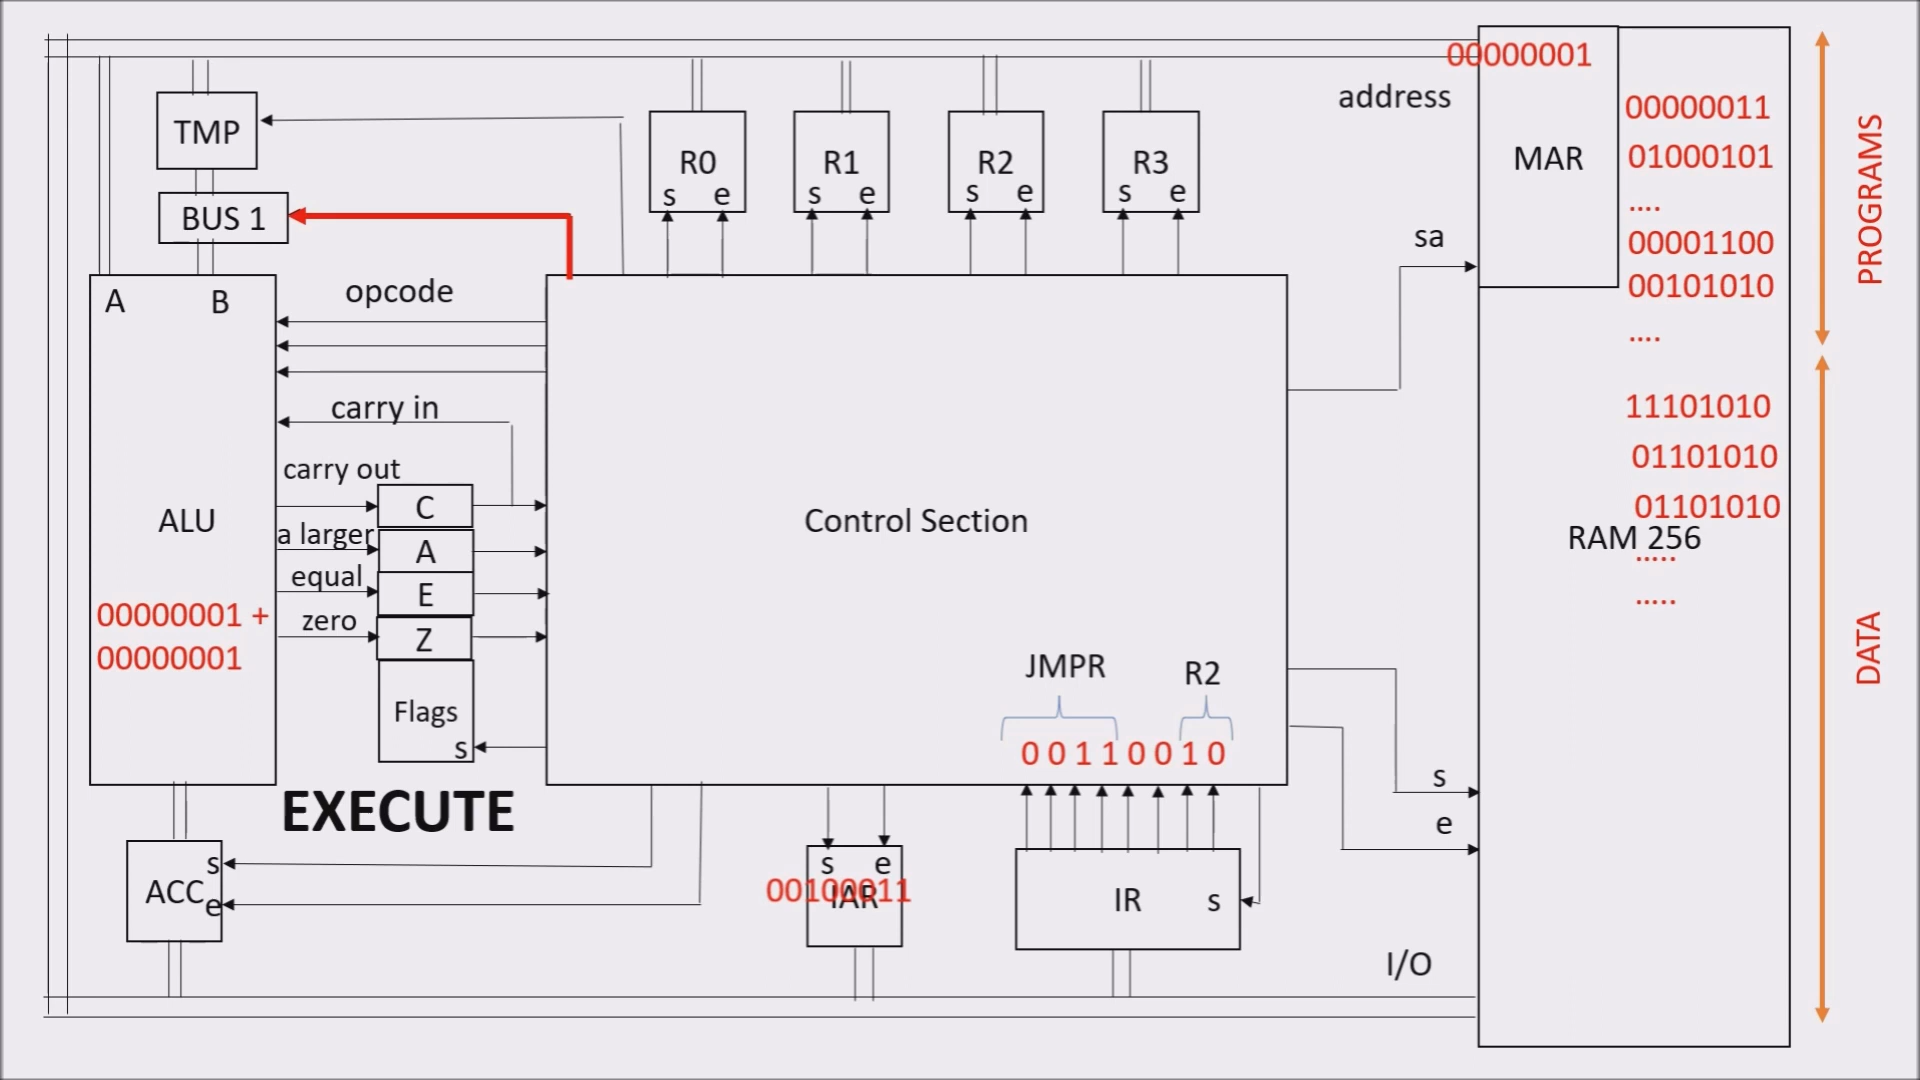 00000001
address
MAR
00000011
01000101
....
00001100
00101010
....
PROGRAMS
TMP
BUS 1
R0
s e
R1
s e
R2
s e
R3
s e
sa
A B
opcode
carry in
carry out
C
a larger
A
equal
E
zero
Z
Flags
s
ALU
00000001 +
00000001
Control Section
11101010
01101010
01101010
RAM 256
.....
.....
DATA
JMPR
R2
0 0 1 1 0 0 1 0
EXECUTE
s
e
ACC
s
e
s e
00100011
IAR
IR s
I/O